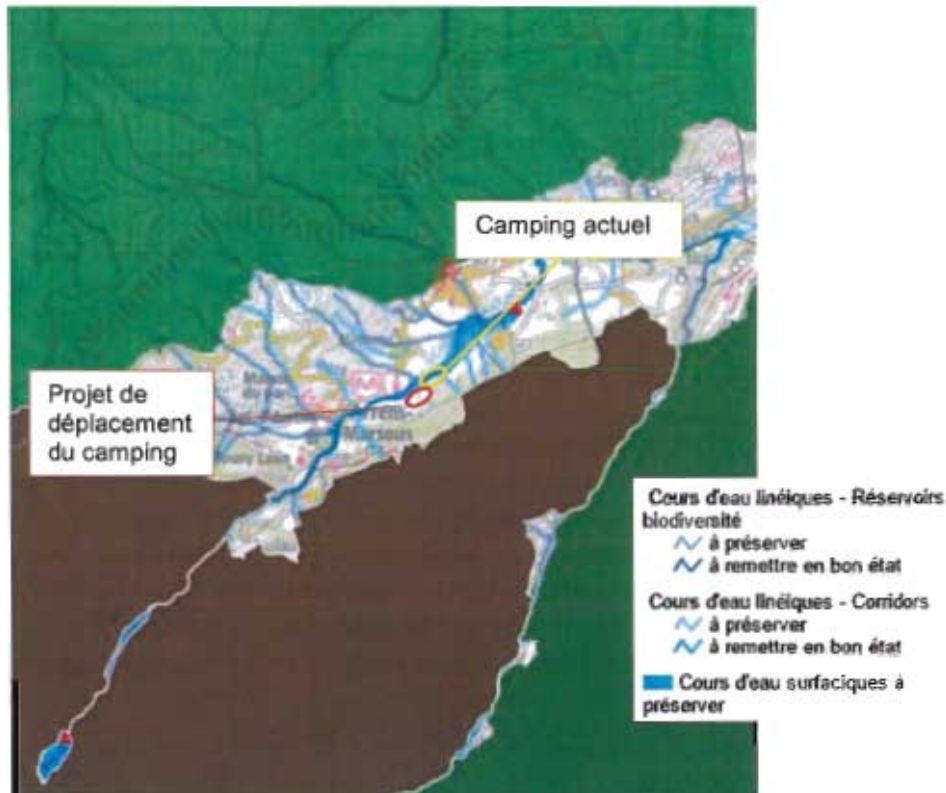 Camping actuel
Projet de
déplacement
du camping
Marsous
Cours d'eau linéiques - Réservoirs
biodiversité
à préserver
à remettre en bon état
Cours d'eau linéiques - Corridors
à préserver
à remettre en bon état
Cours d'eau surfaciques à
préserver